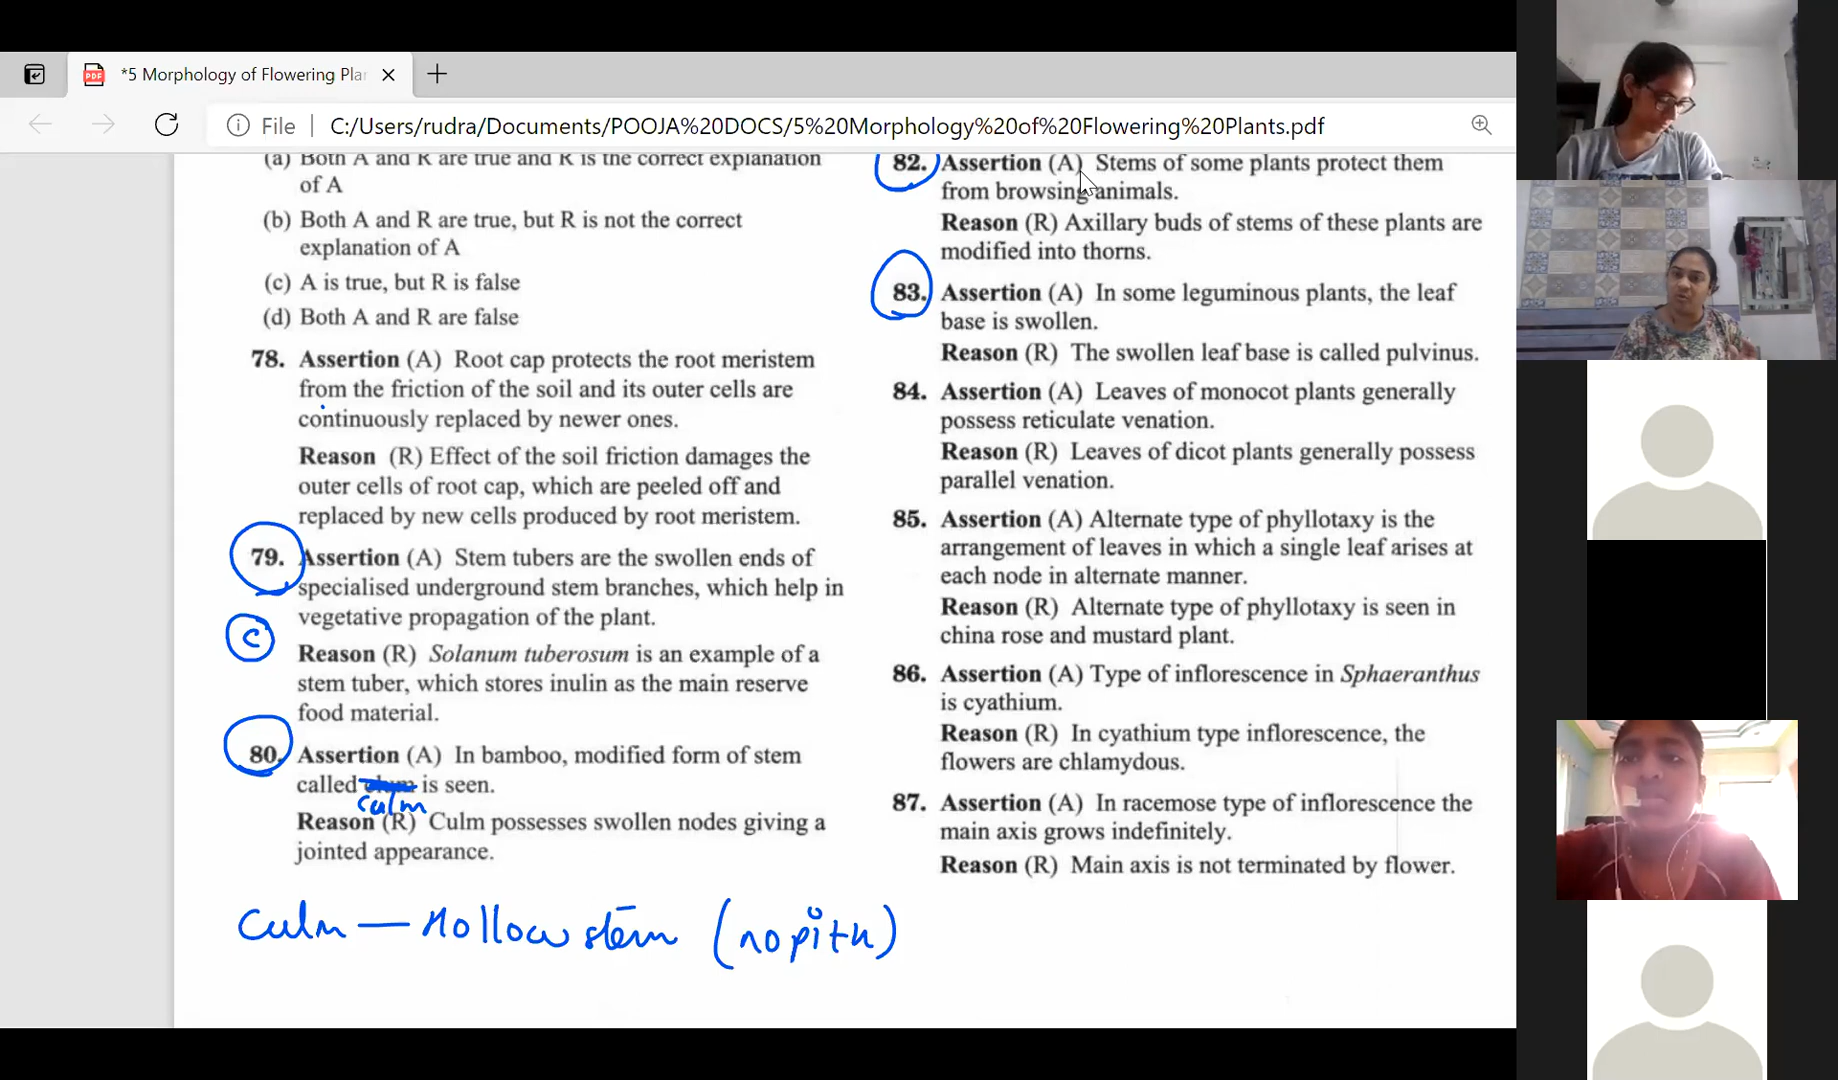 *5 Morphology of Flowering Pla
File
C:/Users/rudra/Documents/POOJA%20DOCS/5%20Morphology%20of%20Flowering%20Plants.pdf
(a) Both A and R are true and R is the correct explanation
of A
(b) Both A and R are true, but R is not the correct
explanation of A
(c) A is true, but R is false
(d) Both A and R are false
78. Assertion (A) Root cap protects the root meristem
from the friction of the soil and its outer cells are
continuously replaced by newer ones.
Reason (R) Effect of the soil friction damages the
outer cells of root cap, which are peeled off and
replaced by new cells produced by root meristem.
79. Assertion (A) Stem tubers are the swollen ends of
specialised underground stem branches, which help in
vegetative propagation of the plant.
C
Reason (R) Solanum tuberosum is an example of a
stem tuber, which stores inulin as the main reserve
food material.
80. Assertion (A) In bamboo, modified form of stem
called is seen.
culm
Reason (R) Culm possesses swollen nodes giving a
jointed appearance.
Culm — Hollow stem (no pith)
82. Assertion (A) Stems of some plants protect them
from browsing animals.
Reason (R) Axillary buds of stems of these plants are
modified into thorns.
83. Assertion (A) In some leguminous plants, the leaf
base is swollen.
Reason (R) The swollen leaf base is called pulvinus.
84. Assertion (A) Leaves of monocot plants generally
possess reticulate venation.
Reason (R) Leaves of dicot plants generally possess
parallel venation.
85. Assertion (A) Alternate type of phyllotaxy is the
arrangement of leaves in which a single leaf arises at
each node in alternate manner.
Reason (R) Alternate type of phyllotaxy is seen in
china rose and mustard plant.
86. Assertion (A) Type of inflorescence in Sphaeranthus
is cyathium.
Reason (R) In cyathium type inflorescence, the
flowers are chlamydous.
87. Assertion (A) In racemose type of inflorescence the
main axis grows indefinitely.
Reason (R) Main axis is not terminated by flower.